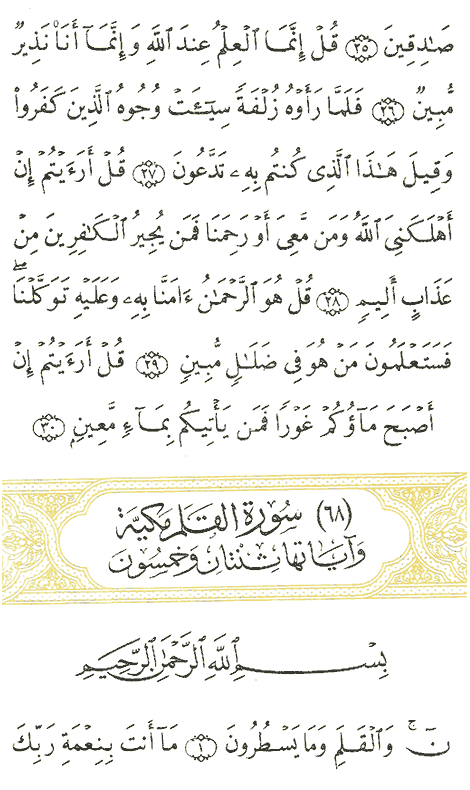 صَـٰدِقِينَ ٢٥ قُلْ إِنَّمَا ٱلْعِلْمُ عِندَ ٱللَّهِ وَإِنَّمَآ أَنَا۠ نَذِيرٌ
مُّبِينٌ ٢٦ فَلَمَّا رَأَوْهُ زُلْفَةً سِيٓـَٔتْ وُجُوهُ ٱلَّذِينَ كَفَرُوا۟
وَقِيلَ هَـٰذَا ٱلَّذِى كُنتُم بِهِۦ تَدَّعُونَ ٢٧ قُلْ أَرَءَيْتُمْ إِنْ
أَهْلَكَنِىَ ٱللَّهُ وَمَن مَّعِىَ أَوْ رَحِمَنَا فَمَن يُجِيرُ ٱلْكَـٰفِرِينَ مِنْ
عَذَابٍ أَلِيمٍ ٢٨ قُلْ هُوَ ٱلرَّحْمَـٰنُ ءَامَنَّا بِهِۦ وَعَلَيْهِ تَوَكَّلْنَا ۖ
فَسَتَعْلَمُونَ مَنْ هُوَ فِى ضَلَـٰلٍ مُّبِينٍ ٢٩ قُلْ أَرَءَيْتُمْ إِنْ
أَصْبَحَ مَآؤُكُمْ غَوْرًا فَمَن يَأْتِيكُم بِمَآءٍ مَّعِينٍ ٣٠
(٦٨) سُورَةُ القَلَمِ مَكِّيَّة
وَآيَاتُهَا ثِنْتَانِ وَخَمْسُونَ
بِسْمِ ٱللَّهِ ٱلرَّحْمَـٰنِ ٱلرَّحِيمِ
نٓ ۚ وَٱلْقَلَمِ وَمَا يَسْطُرُونَ ١ مَآ أَنتَ بِنِعْمَةِ رَبِّكَ